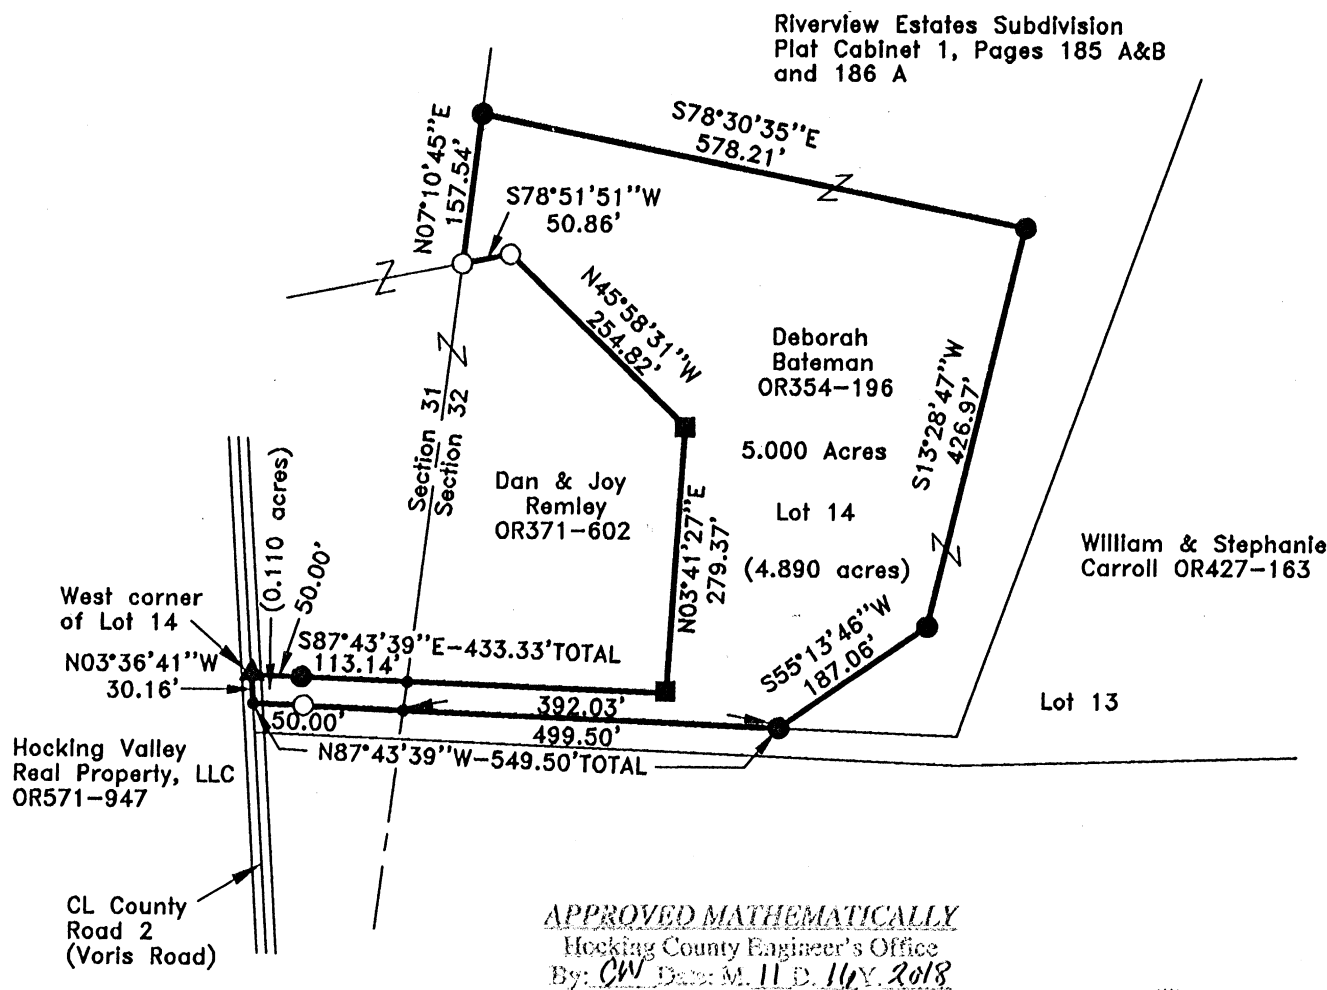 Riverview Estates Subdivision
Plat Cabinet 1, Pages 185 A&B
and 186 A
S78°30'35"E
578.21'
N07°10'45"E
157.54'
S78°51'51"W
50.86'
N45°58'31"W
254.82'
Deborah
Bateman
OR354-196
5.000 Acres
Lot 14
(4.890 acres)
S13°28'47"W
426.97'
Section 31
Section 32
Dan & Joy
Remley
OR371-602
N03°41'27"E
279.37'
William & Stephanie
Carroll OR427-163
(0.110 acres)
50.00'
West corner
of Lot 14
S87°43'39"E-433.33'TOTAL
113.14'
N03°36'41"W
30.16'
S55°13'46"W
187.06'
Lot 13
392.03'
50.00'
499.50'
N87°43'39"W-549.50'TOTAL
Hocking Valley
Real Property, LLC
OR571-947
CL County
Road 2
(Voris Road)
APPROVED MATHEMATICALLY
Hocking County Engineer's Office
By: CW Date: M. 11 D. Y. 2018